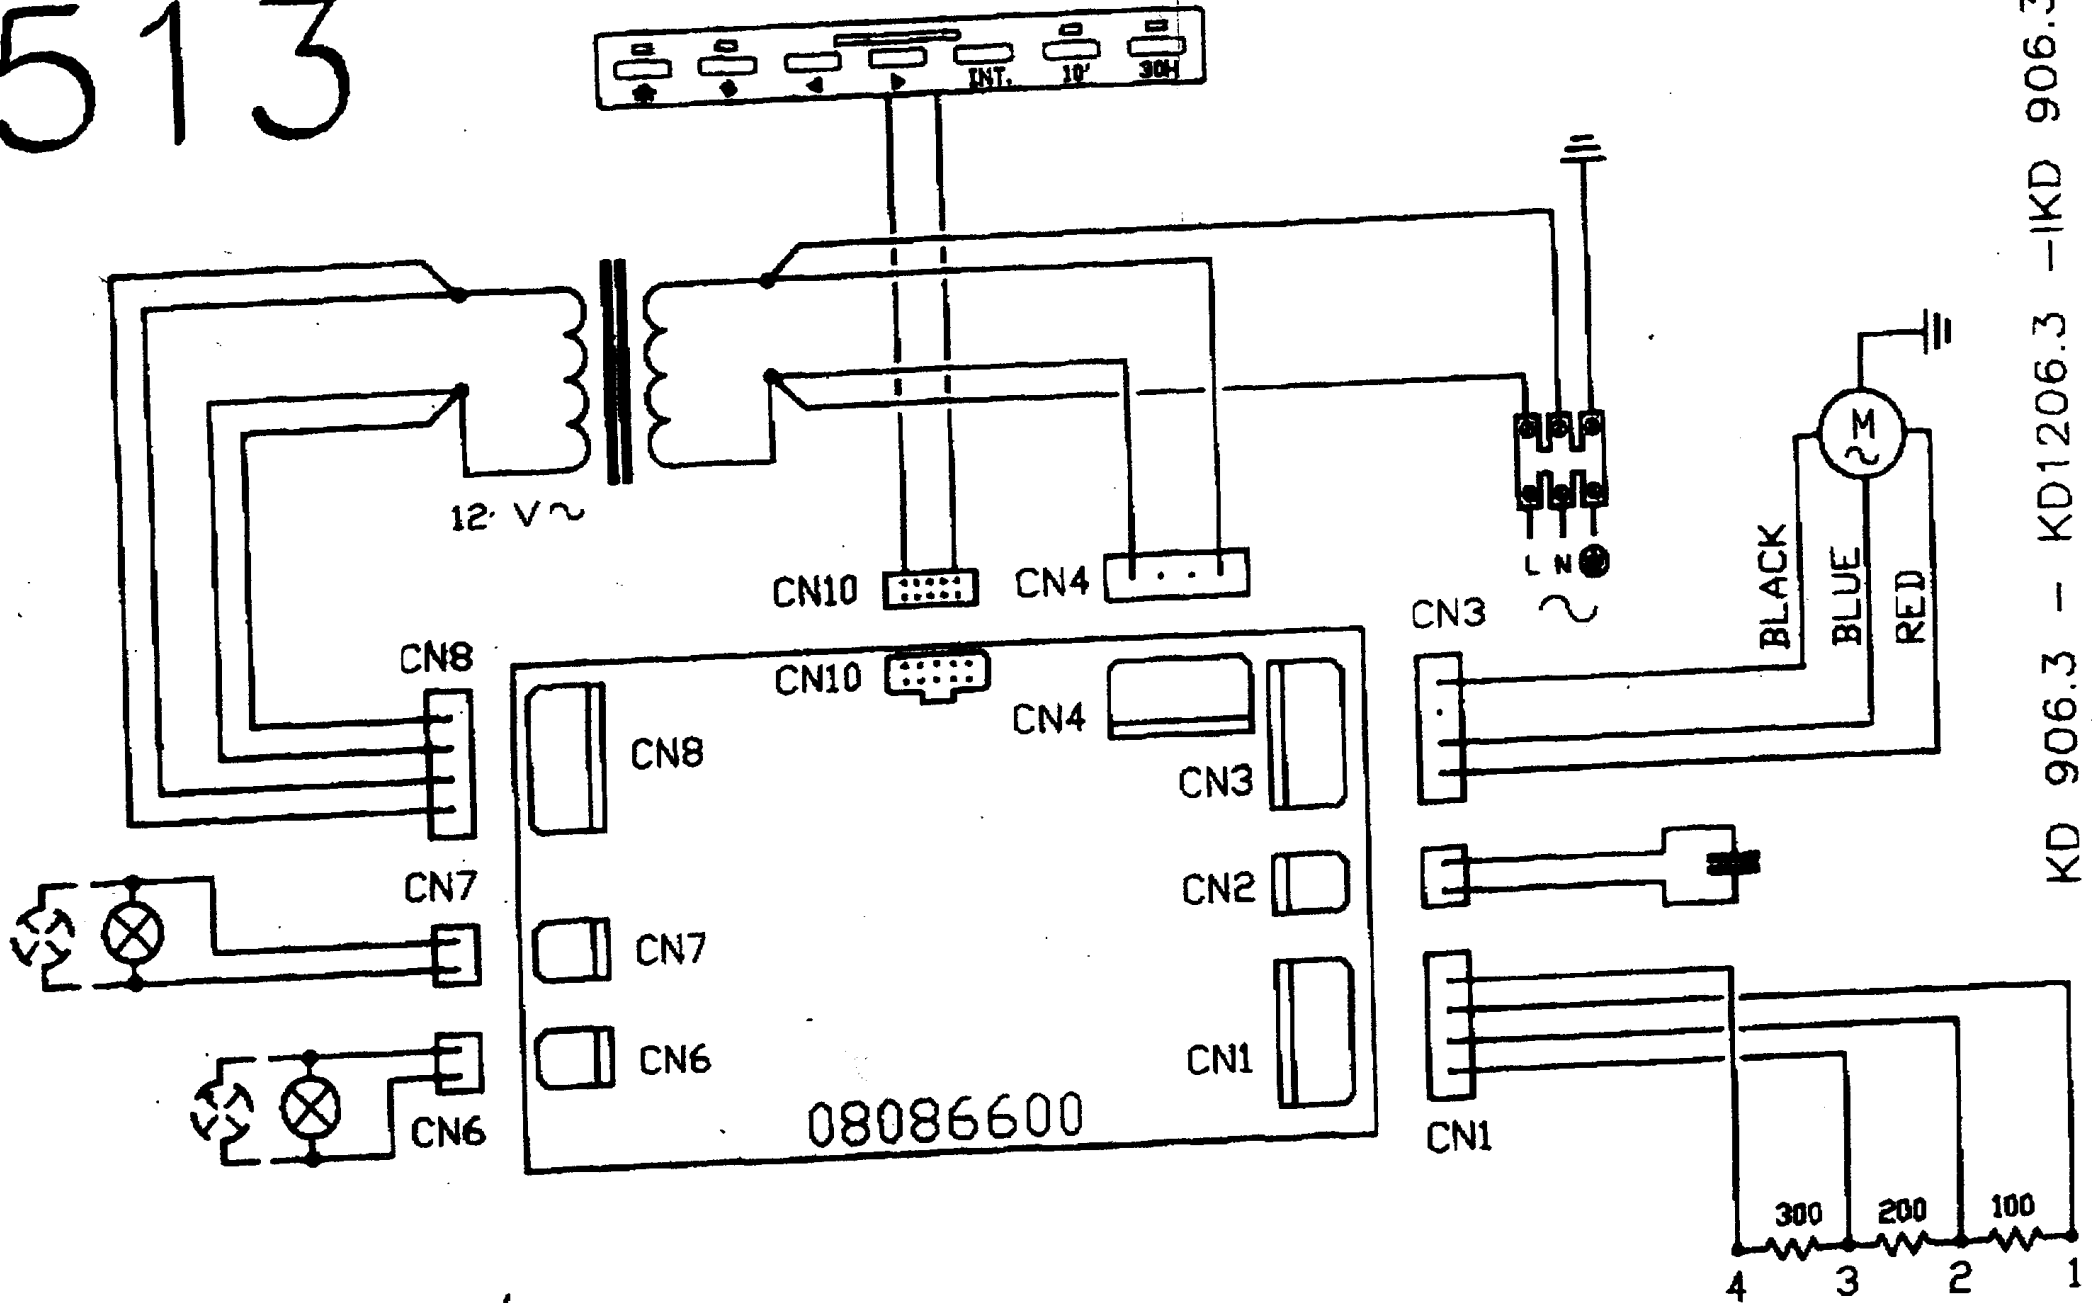 513
INT.
10'
30H
12 V ~
CN10
CN4
L N
~
BLACK
BLUE
RED
M
~
CN3
CN8
CN10
CN4
CN8
CN3
CN7
CN2
CN7
CN6
CN1
CN6
CN1
08086600
300
200
100
4
3
2
1
KD 906.3 - KD1206.3 -IKD 906.3